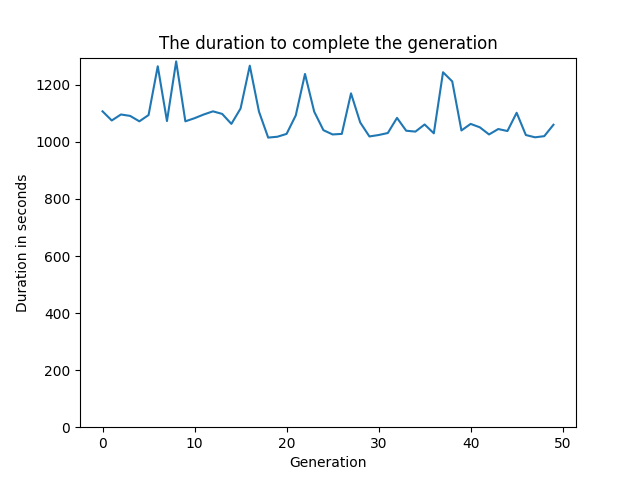 The duration to complete the generation
1200
1000
800
600
400
200
0
Duration in seconds
0 10 20 30 40 50
Generation